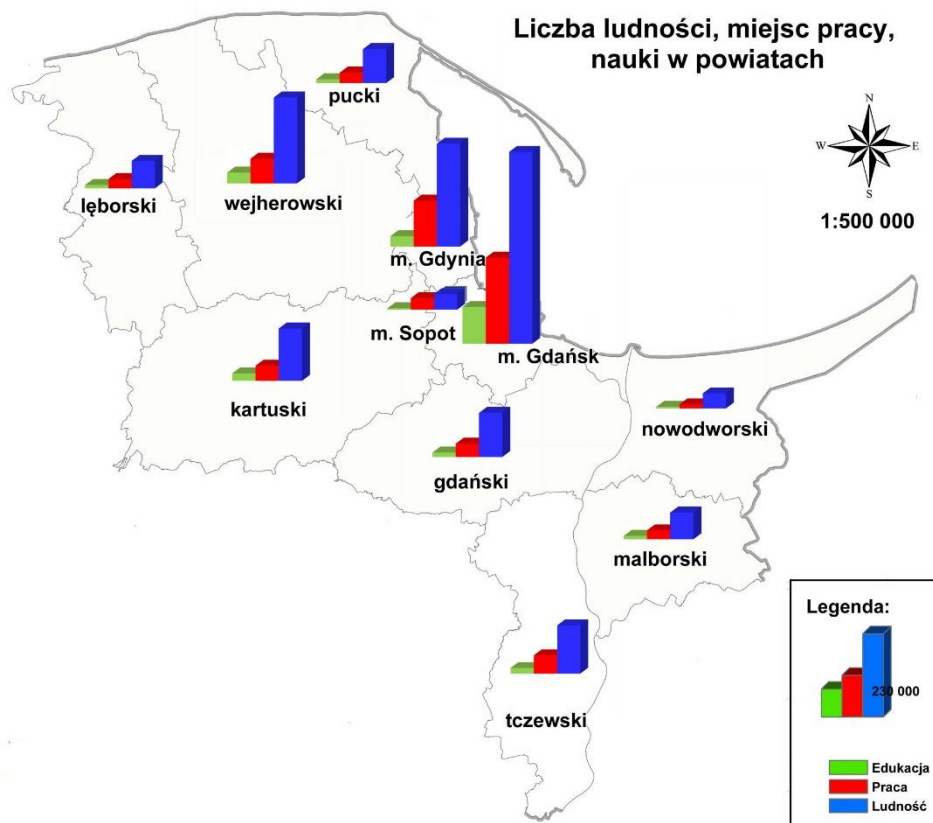 Liczba ludności, miejsc pracy,
nauki w powiatach
N
W
E
S
1:500 000
pucki
lęborski
wejherowski
m. Gdynia
m. Sopot
m. Gdańsk
kartuski
nowodworski
gdański
malborski
tczewski
Legenda:
230 000
Edukacja
Praca
Ludność